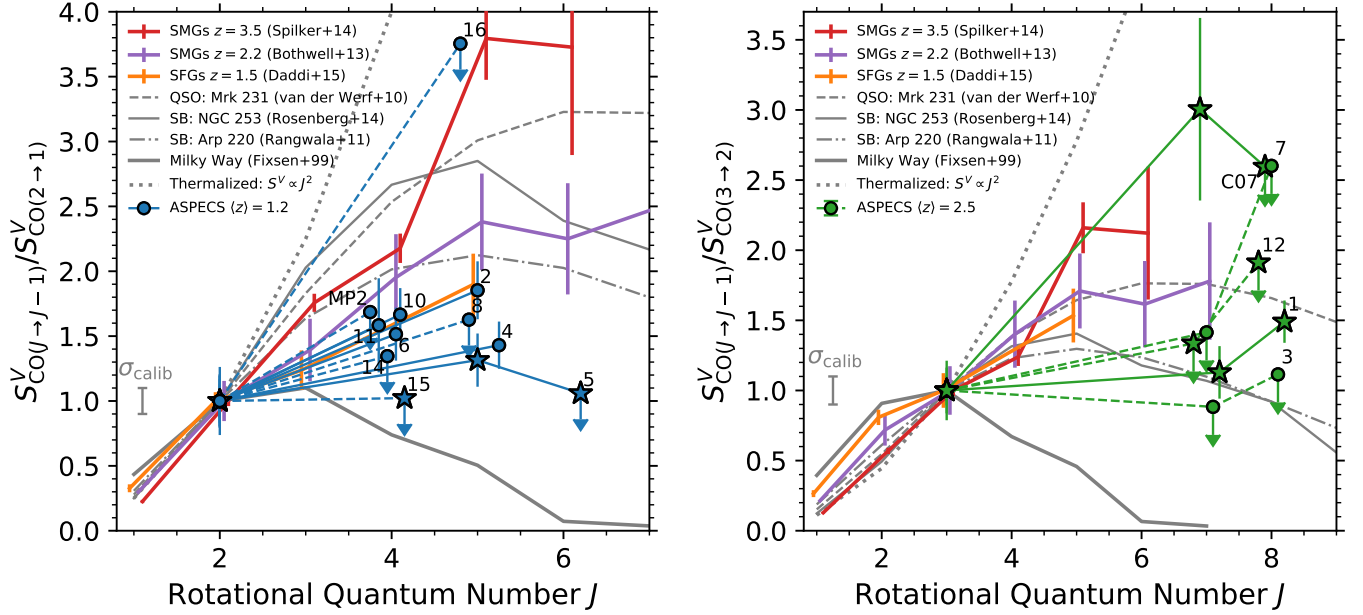 4.0
3.5
3.0
2.5
2.0
1.5
1.0
0.5
0.0
S^V_CO(J→J−1)/S^V_CO(2→1)
SMGs z = 3.5 (Spilker+14)
SMGs z = 2.2 (Bothwell+13)
SFGs z = 1.5 (Daddi+15)
QSO: Mrk 231 (van der Werf+10)
SB: NGC 253 (Rosenberg+14)
SB: Arp 220 (Rangwala+11)
Milky Way (Fixsen+99)
Thermalized: S^V ∝ J^2
ASPECS ⟨z⟩ = 1.2
16
MP2
10
2
8
11
6
4
14
15
5
σcalib
2
4
6
Rotational Quantum Number J
3.5
3.0
2.5
2.0
1.5
1.0
0.5
0.0
S^V_CO(J→J−1)/S^V_CO(3→2)
SMGs z = 3.5 (Spilker+14)
SMGs z = 2.2 (Bothwell+13)
SFGs z = 1.5 (Daddi+15)
QSO: Mrk 231 (van der Werf+10)
SB: NGC 253 (Rosenberg+14)
SB: Arp 220 (Rangwala+11)
Milky Way (Fixsen+99)
Thermalized: S^V ∝ J^2
ASPECS ⟨z⟩ = 2.5
7
C07
12
1
3
σcalib
2
4
6
8
Rotational Quantum Number J